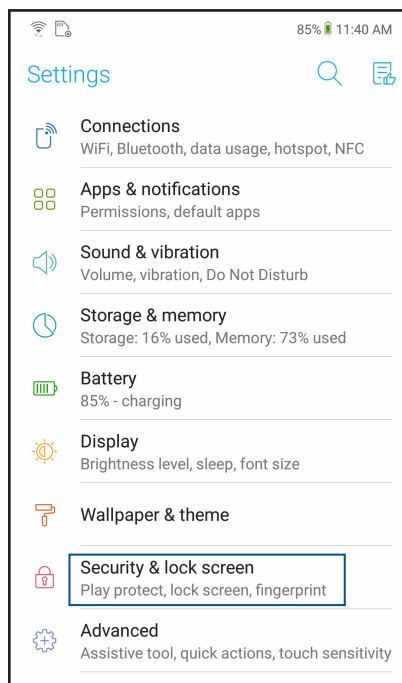 85% 11:40 AM
Settings
Connections
WiFi, Bluetooth, data usage, hotspot, NFC
Apps & notifications
Permissions, default apps
Sound & vibration
Volume, vibration, Do Not Disturb
Storage & memory
Storage: 16% used, Memory: 73% used
Battery
85% - charging
Display
Brightness level, sleep, font size
Wallpaper & theme
Security & lock screen
Play protect, lock screen, fingerprint
Advanced
Assistive tool, quick actions, touch sensitivity